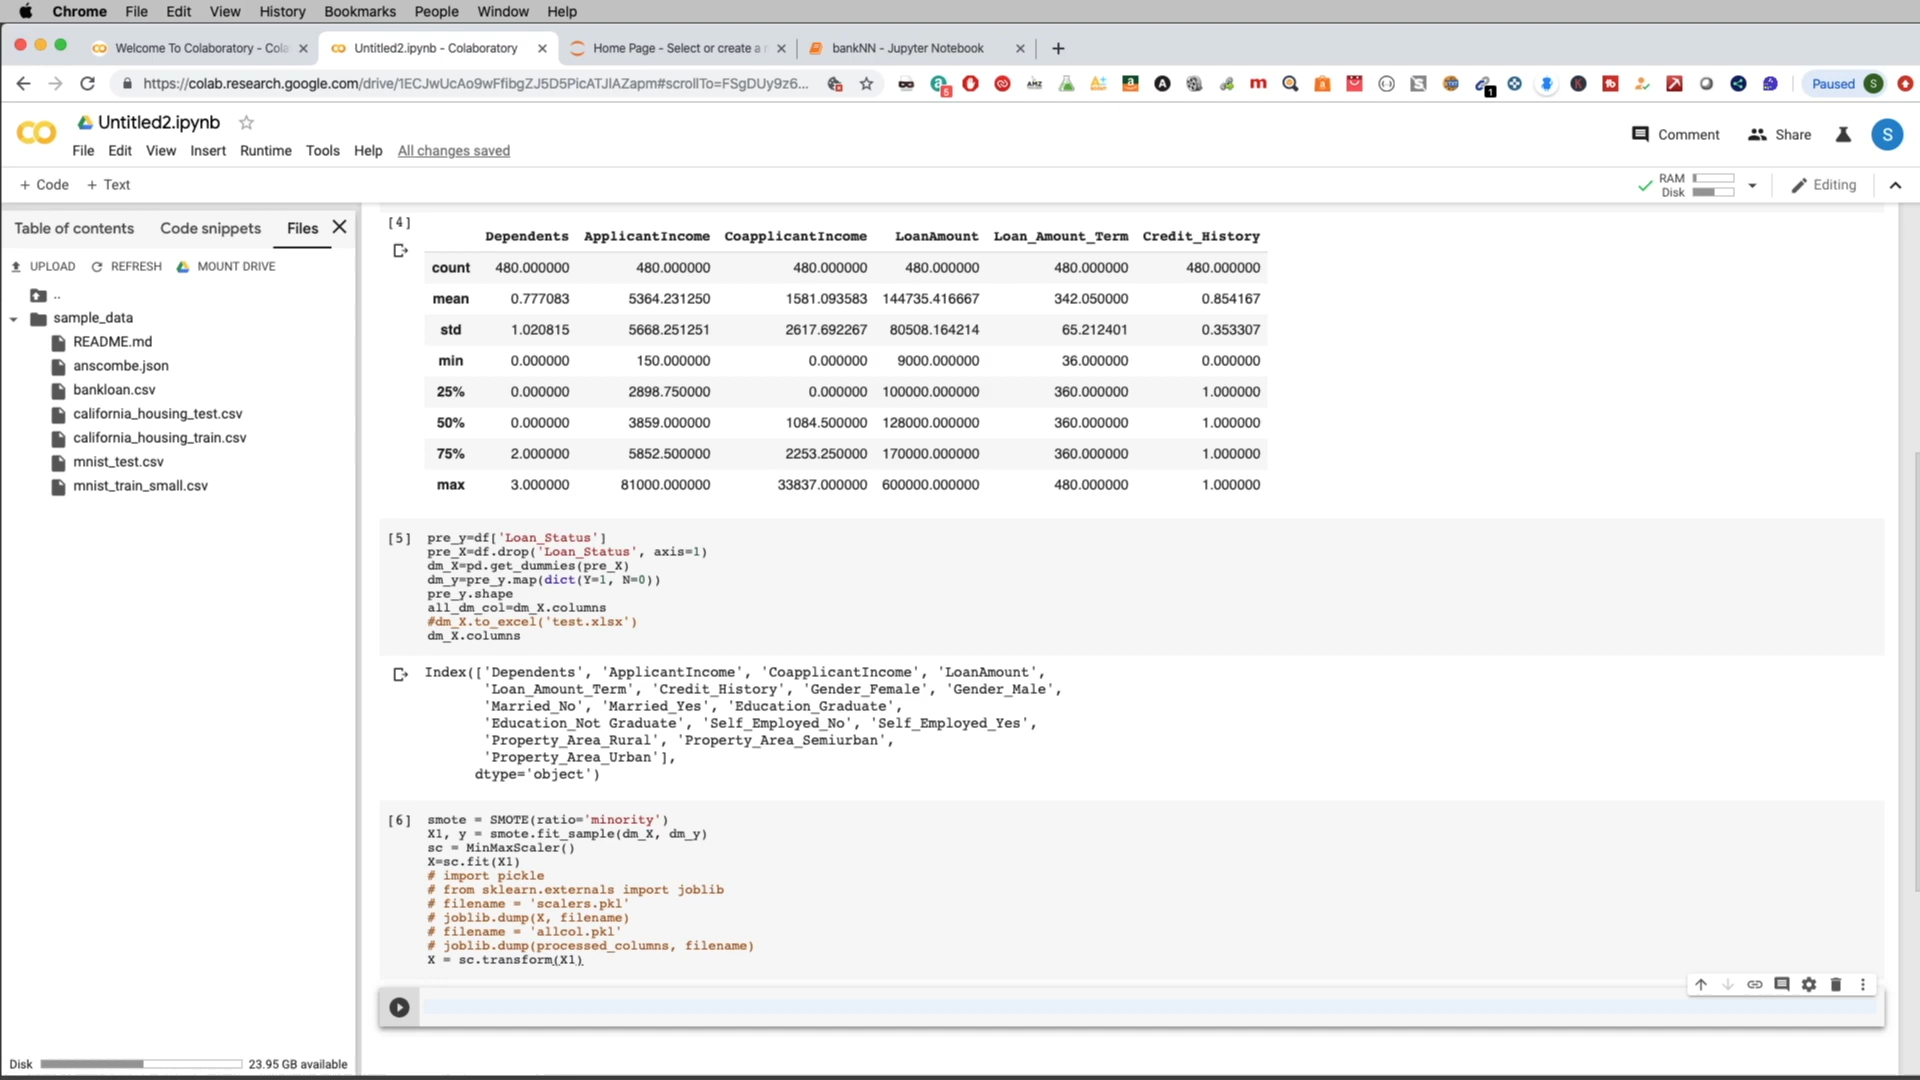 Chrome File Edit View History Bookmarks People Window Help
Welcome To Colaboratory - Cola
Untitled2.ipynb - Colaboratory
Home Page - Select or create a n
bankNN - Jupyter Notebook
https://colab.research.google.com/drive/1ECJwUcAo9wFfibgZJ5D5PicATJlAZapm#scrollTo=FSgDUy9z6...
Paused S
Untitled2.ipynb
Comment Share S
File Edit View Insert Runtime Tools Help All changes saved
+ Code + Text
RAM
Disk
Editing
Table of contents Code snippets Files
UPLOAD REFRESH MOUNT DRIVE
..
sample_data
README.md
anscombe.json
bankloan.csv
california_housing_test.csv
california_housing_train.csv
mnist_test.csv
mnist_train_small.csv
Disk 23.95 GB available
[4]
Dependents ApplicantIncome CoapplicantIncome LoanAmount Loan_Amount_Term Credit_History
count 480.000000 480.000000 480.000000 480.000000 480.000000 480.000000
mean 0.777083 5364.231250 1581.093583 144735.416667 342.050000 0.854167
std 1.020815 5668.251251 2617.692267 80508.164214 65.212401 0.353307
min 0.000000 150.000000 0.000000 9000.000000 36.000000 0.000000
25% 0.000000 2898.750000 0.000000 100000.000000 360.000000 1.000000
50% 0.000000 3859.000000 1084.500000 128000.000000 360.000000 1.000000
75% 2.000000 5852.500000 2253.250000 170000.000000 360.000000 1.000000
max 3.000000 81000.000000 33837.000000 600000.000000 480.000000 1.000000
[5] pre_y=df['Loan_Status']
pre_X=df.drop('Loan_Status', axis=1)
dm_X=pd.get_dummies(pre_X)
dm_y=pre_y.map(dict(Y=1, N=0))
pre_y.shape
all_dm_col=dm_X.columns
#dm_X.to_excel('test.xlsx')
dm_X.columns
Index(['Dependents', 'ApplicantIncome', 'CoapplicantIncome', 'LoanAmount',
'Loan_Amount_Term', 'Credit_History', 'Gender_Female', 'Gender_Male',
'Married_No', 'Married_Yes', 'Education_Graduate',
'Education_Not Graduate', 'Self_Employed_No', 'Self_Employed_Yes',
'Property_Area_Rural', 'Property_Area_Semiurban',
'Property_Area_Urban'],
dtype='object')
[6] smote = SMOTE(ratio='minority')
X1, y = smote.fit_sample(dm_X, dm_y)
sc = MinMaxScaler()
X=sc.fit(X1)
# import pickle
# from sklearn.externals import joblib
# filename = 'scalers.pkl'
# joblib.dump(X, filename)
# filename = 'allcol.pkl'
# joblib.dump(processed_columns, filename)
X = sc.transform(X1)